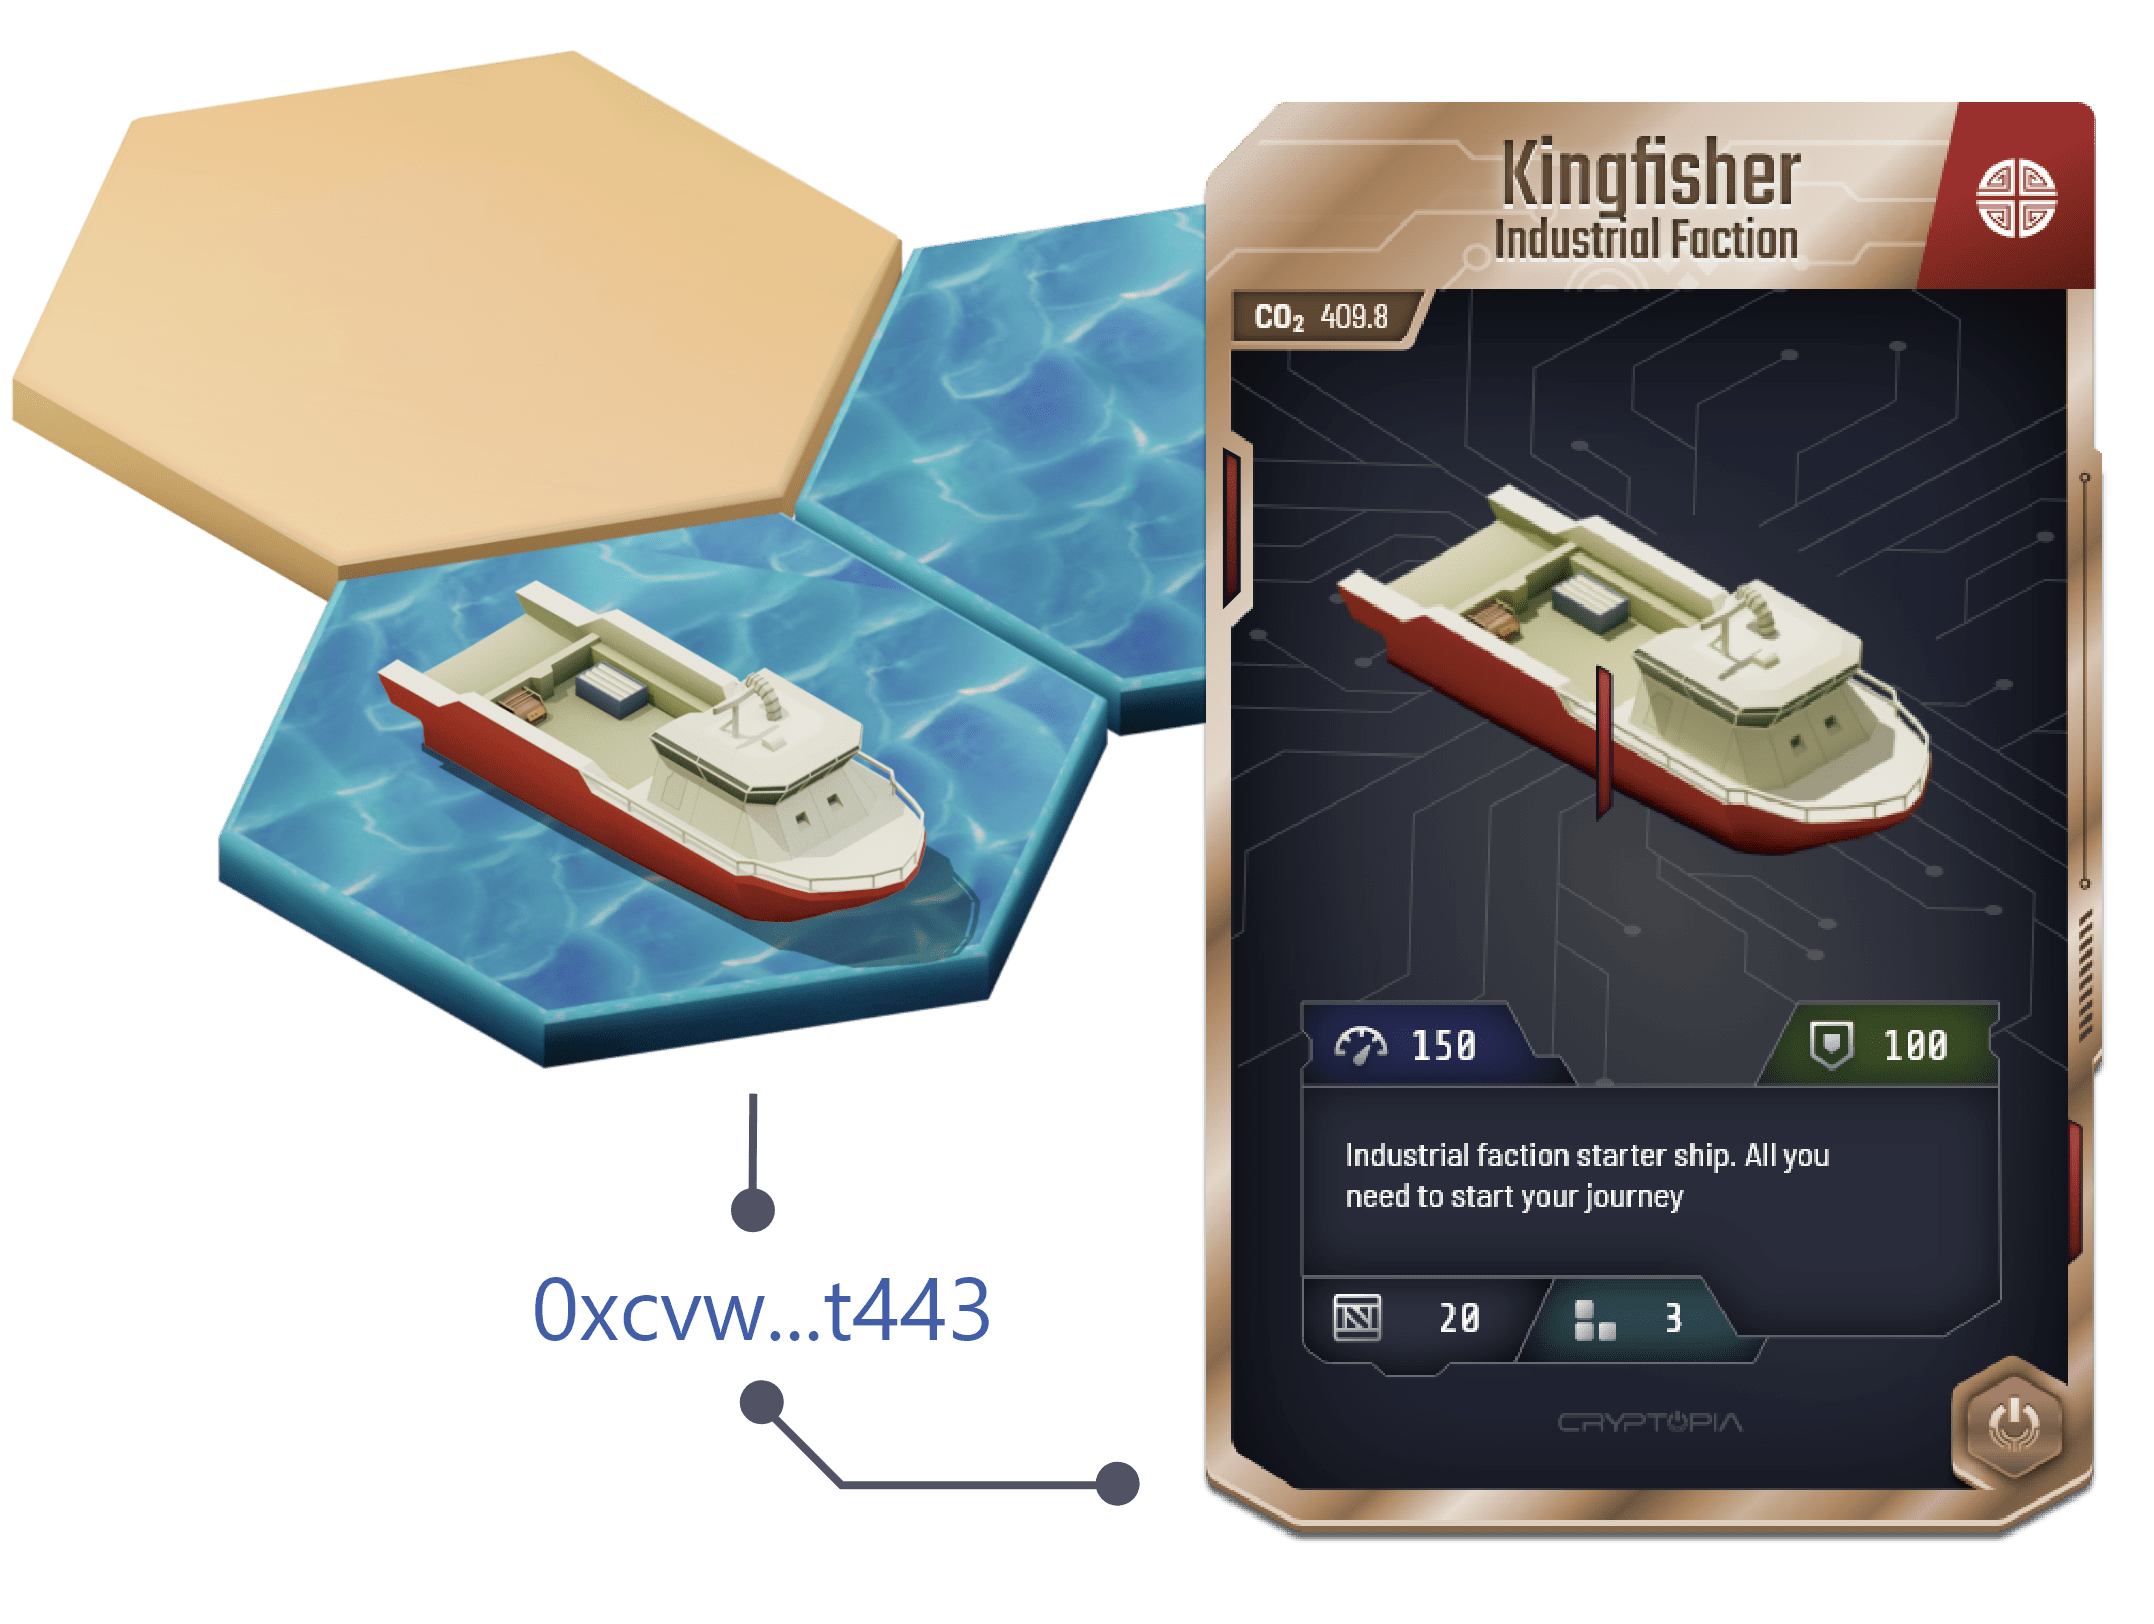 Kingfisher
Industrial Faction
CO₂ 409.8
150
100
Industrial faction starter ship. All you
need to start your journey
20
3
CRYPTOPIA
0xcvw...t443